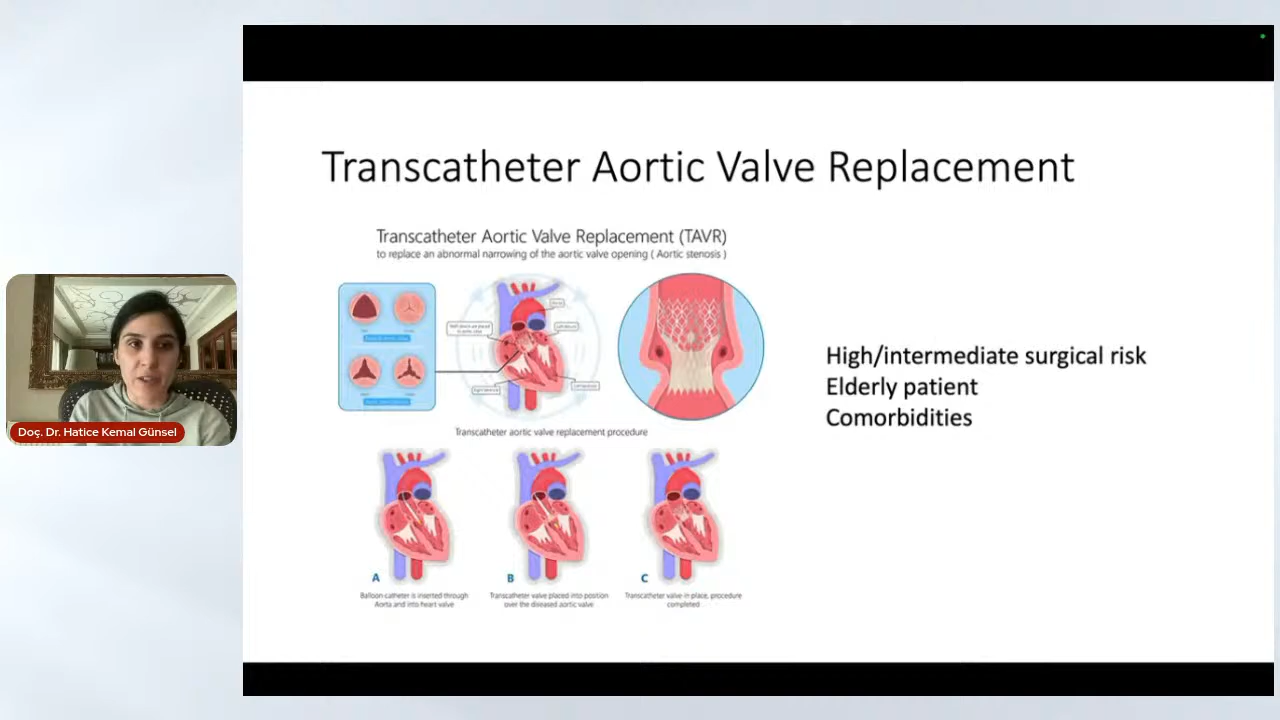 Transcatheter Aortic Valve Replacement
Transcatheter Aortic Valve Replacement (TAVR)
to replace an abnormal narrowing of the aortic valve opening ( Aortic stenosis )
Transcatheter aortic valve replacement procedure
A
Balloon catheter is inserted through
Aorta and into heart valve
B
Transcatheter valve placed into position
over the diseased aortic valve
C
Transcatheter valve in place, procedure
completed
High/intermediate surgical risk
Elderly patient
Comorbidities
Doç. Dr. Hatice Kemal Günsel